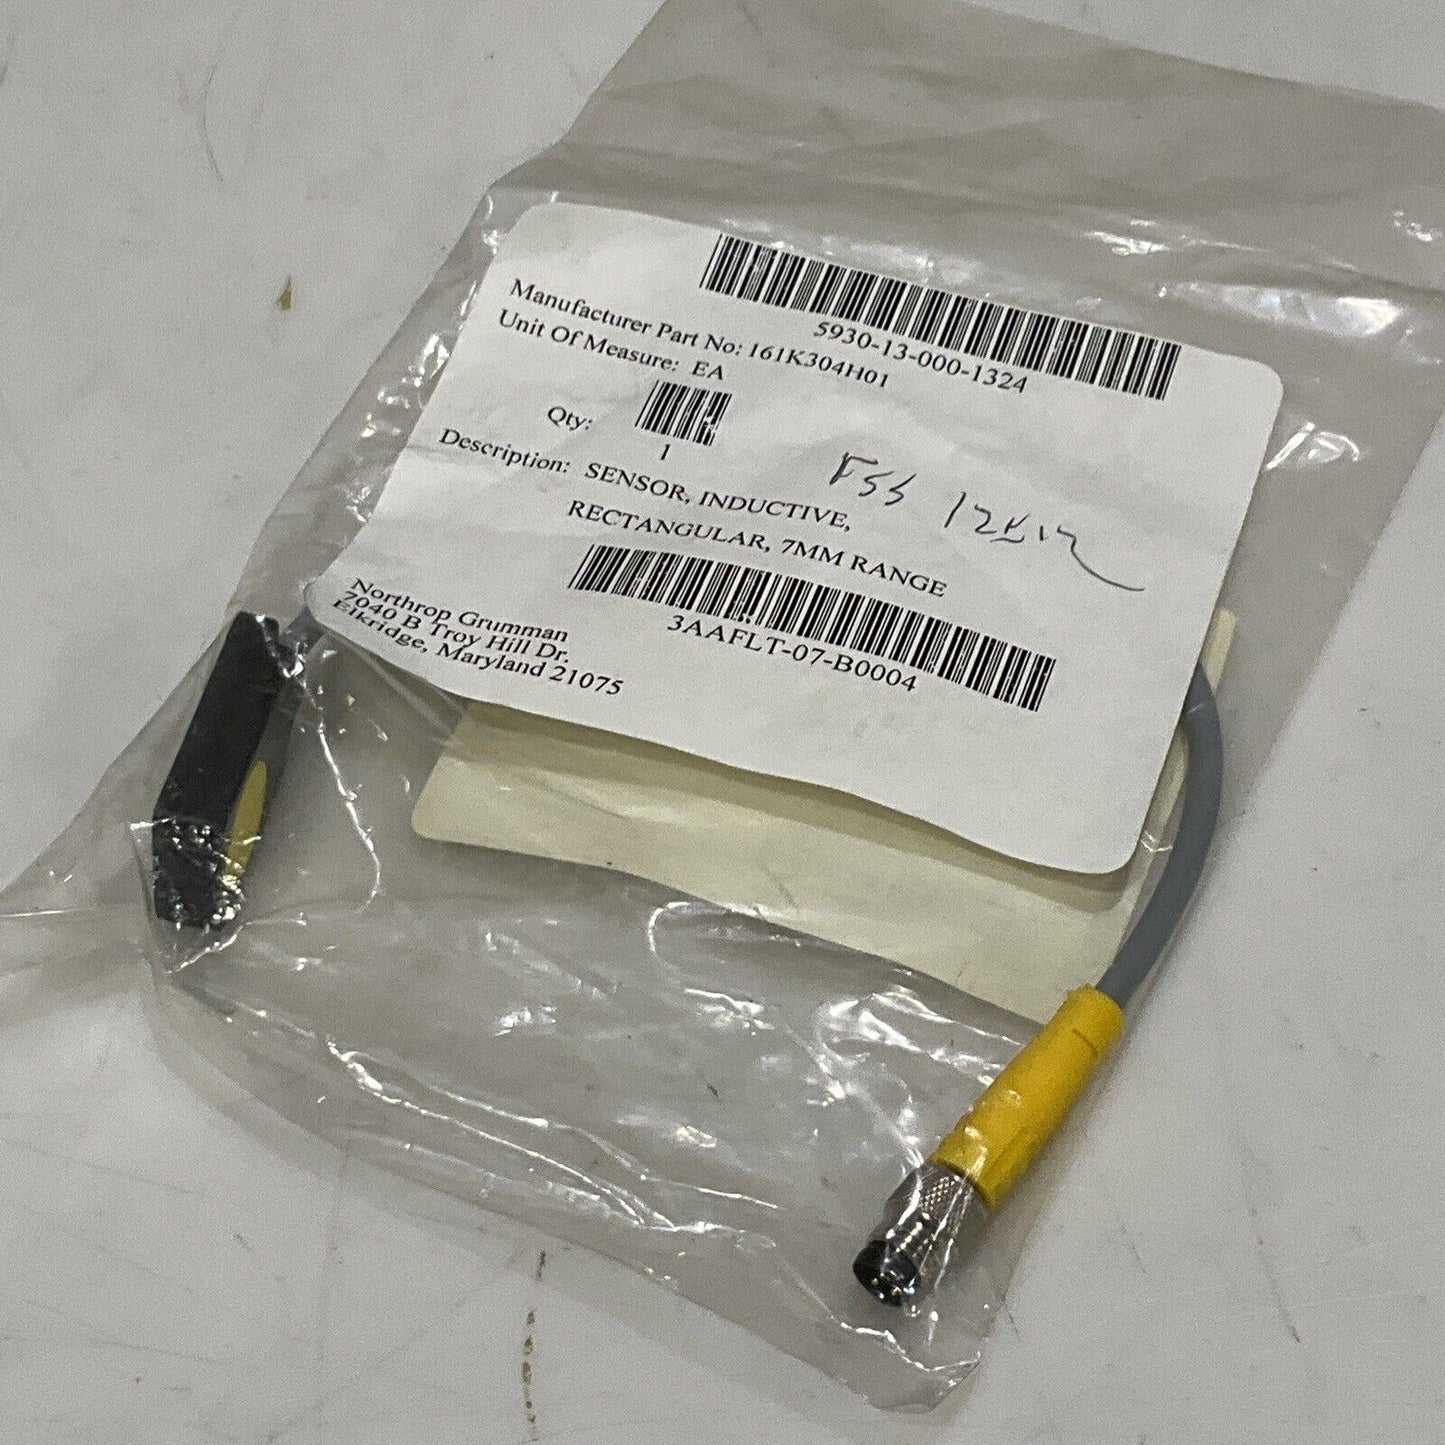 5930-13-000-1324
Manufacturer Part No: 161K304H01
Unit Of Measure: EA
Qty:
1
Description: SENSOR, INDUCTIVE,
RECTANGULAR, 7MM RANGE
3AAFLT-07-B0004
Northrop Grumman
7040 B Troy Hill Dr.
Elkridge, Maryland 21075